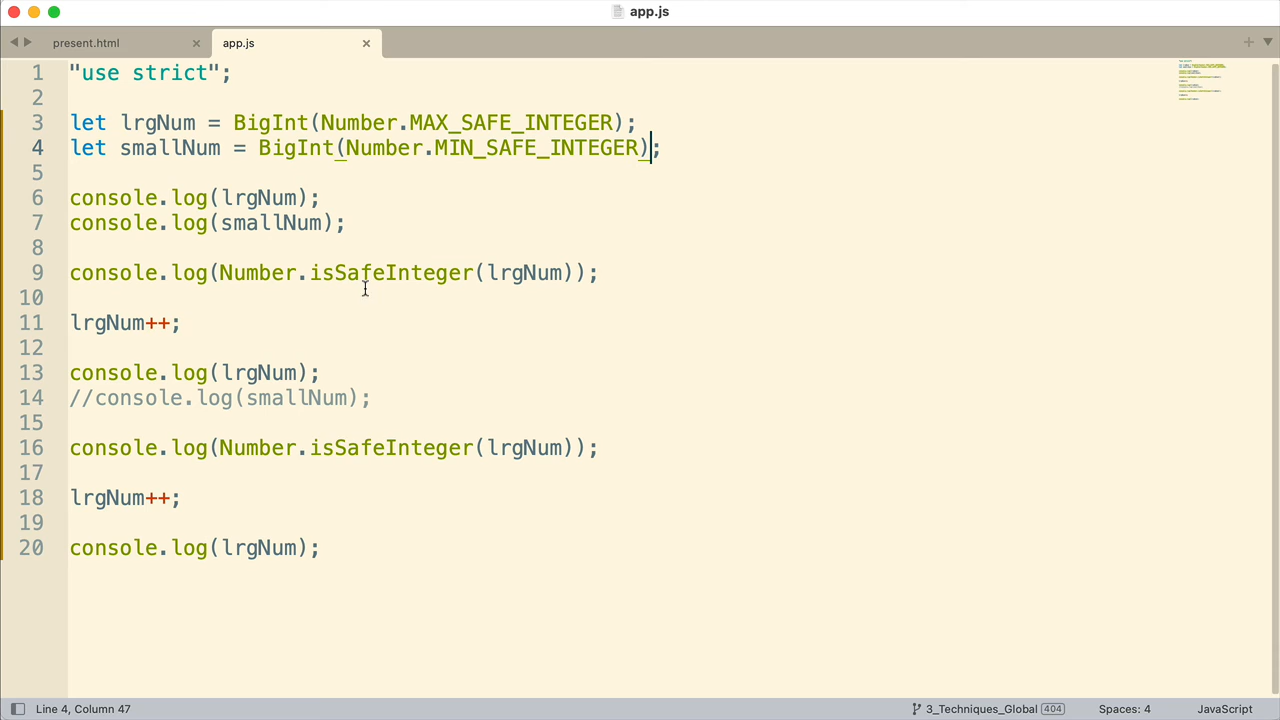 app.js
present.html
app.js
1 "use strict";
2
3 let lrgNum = BigInt(Number.MAX_SAFE_INTEGER);
4 let smallNum = BigInt(Number.MIN_SAFE_INTEGER);
5
6 console.log(lrgNum);
7 console.log(smallNum);
8
9 console.log(Number.isSafeInteger(lrgNum));
10
11 lrgNum++;
12
13 console.log(lrgNum);
14 //console.log(smallNum);
15
16 console.log(Number.isSafeInteger(lrgNum));
17
18 lrgNum++;
19
20 console.log(lrgNum);
Line 4, Column 47 3_Techniques_Global 404 Spaces: 4 JavaScript